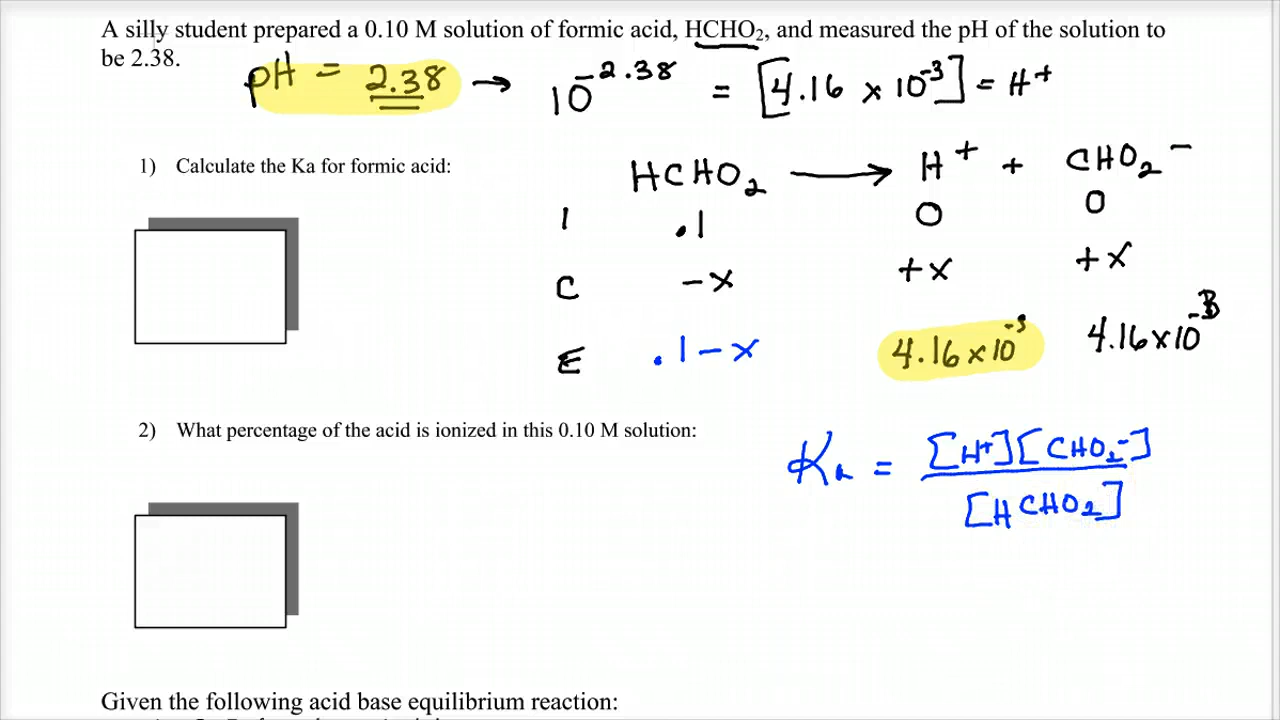 A silly student prepared a 0.10 M solution of formic acid, HCHO₂, and measured the pH of the solution to
be 2.38.
pH = 2.38 → 10^-2.38 = [4.16 x 10^-3] = H+
1) Calculate the Ka for formic acid:
HCHO₂ → H+ + CHO₂-
I .1 0 0
C -x +x +x
E .1-x 4.16x10^-3 4.16x10^-3
2) What percentage of the acid is ionized in this 0.10 M solution:
Ka = [H+][CHO₂-]
[HCHO₂]
Given the following acid base equilibrium reaction: